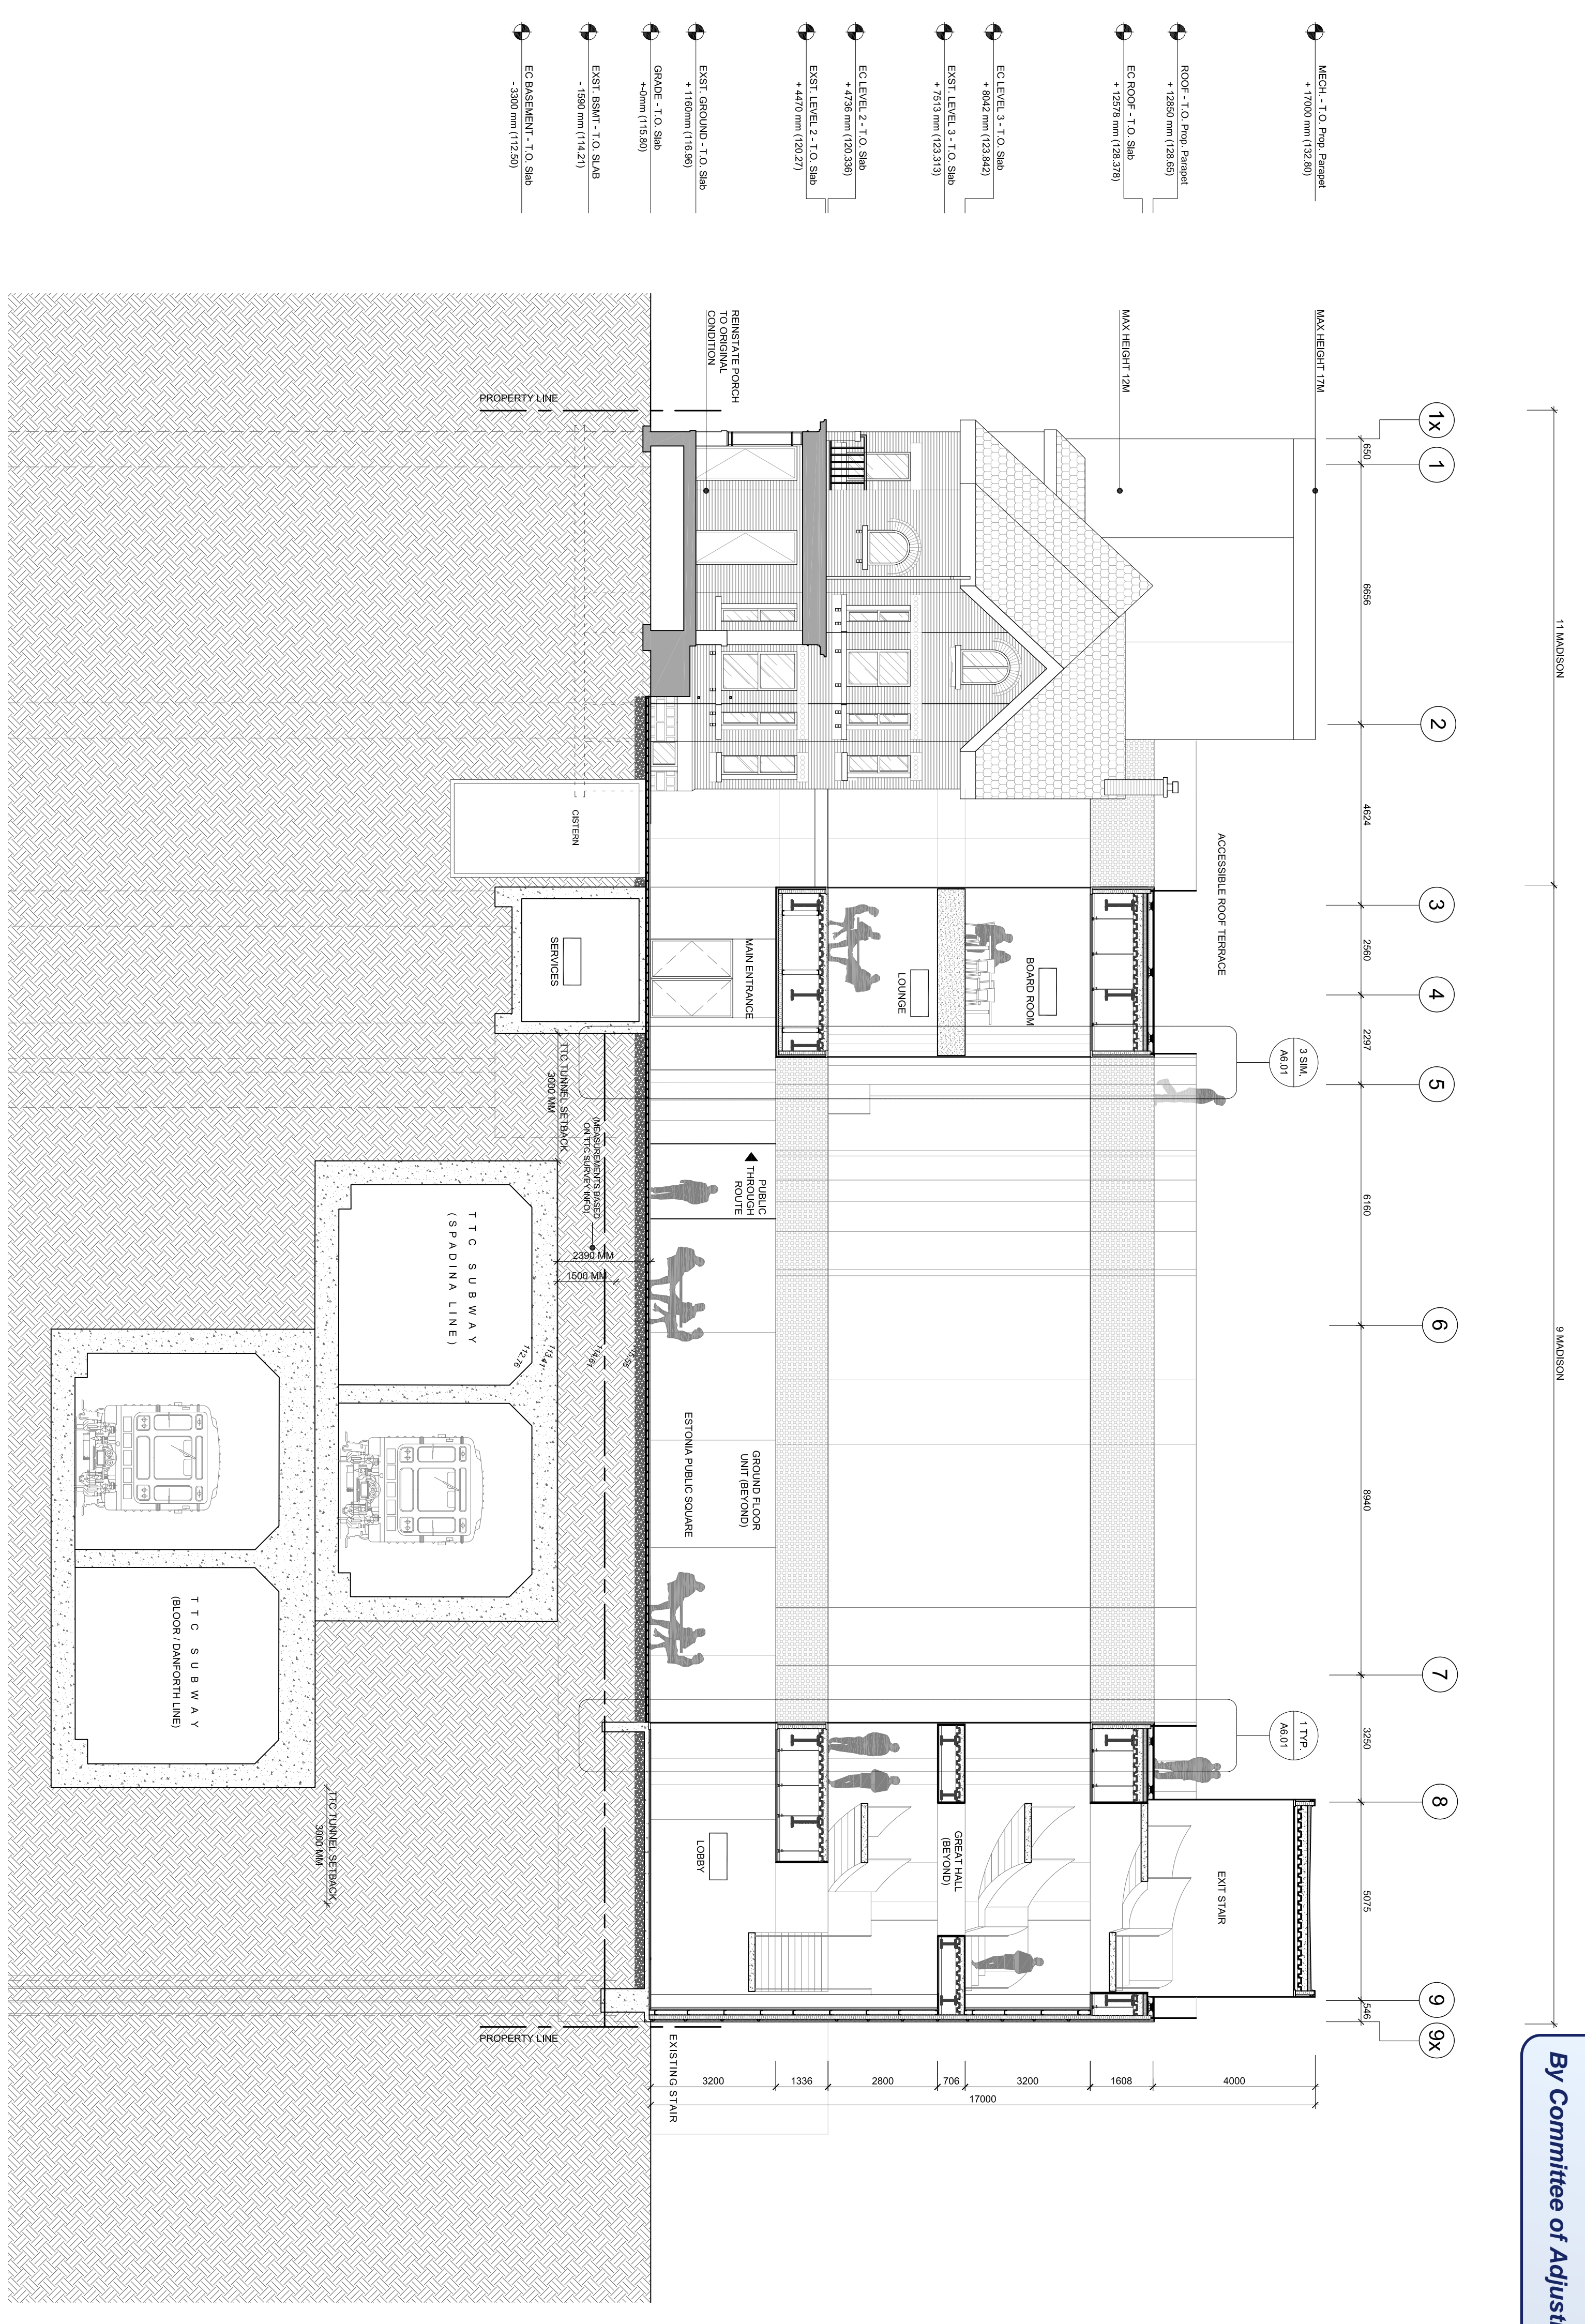 11 MADISON
9 MADISON
1x
1
2
3
4
5
6
7
8
9
9x
650
6656
4624
2560
2297
6160
8940
3250
5075
546
MECH. - T.O. Prop. Parapet
+ 17000 mm (132.80)
ROOF - T.O. Prop. Parapet
+ 12850 mm (128.65)
EC ROOF - T.O. Slab
+ 12578 mm (128.378)
EC LEVEL 3 - T.O. Slab
+ 8042 mm (123.842)
EXST. LEVEL 3 - T.O. Slab
+ 7513 mm (123.313)
EC LEVEL 2 - T.O. Slab
+ 4736 mm (120.336)
EXST. LEVEL 2 - T.O. Slab
+ 4470 mm (120.27)
EXST. GROUND - T.O. Slab
+ 1160mm (116.96)
GRADE - T.O. Slab
+-0mm (115.80)
EXST. BSMT - T.O. SLAB
- 1590 mm (114.21)
EC BASEMENT - T.O. Slab
- 3300 mm (112.50)
MAX HEIGHT 17M
MAX HEIGHT 12M
REINSTATE PORCH
TO ORIGINAL
CONDITION
PROPERTY LINE
ACCESSIBLE ROOF TERRACE
3 SIM.
A6.01
1 TYP.
A6.01
BOARD ROOM
LOUNGE
MAIN ENTRANCE
SERVICES
CISTERN
PUBLIC
THROUGH
ROUTE
GROUND FLOOR
UNIT (BEYOND)
ESTONIA PUBLIC SQUARE
EXIT STAIR
GREAT HALL
(BEYOND)
LOBBY
EXISTING STAIR
PROPERTY LINE
3200
1336
2800
706
3200
1608
4000
17000
TTC TUNNEL SETBACK
3000 MM
(MEASUREMENTS BASED
ON TTC SURVEY INFO)
2390 MM
1500 MM
114.61
113.41
112.76
TTC SUBWAY
(SPADINA LINE)
TTC SUBWAY
(BLOOR / DANFORTH LINE)
TTC TUNNEL SETBACK
3000 MM
By Committee of Adjust